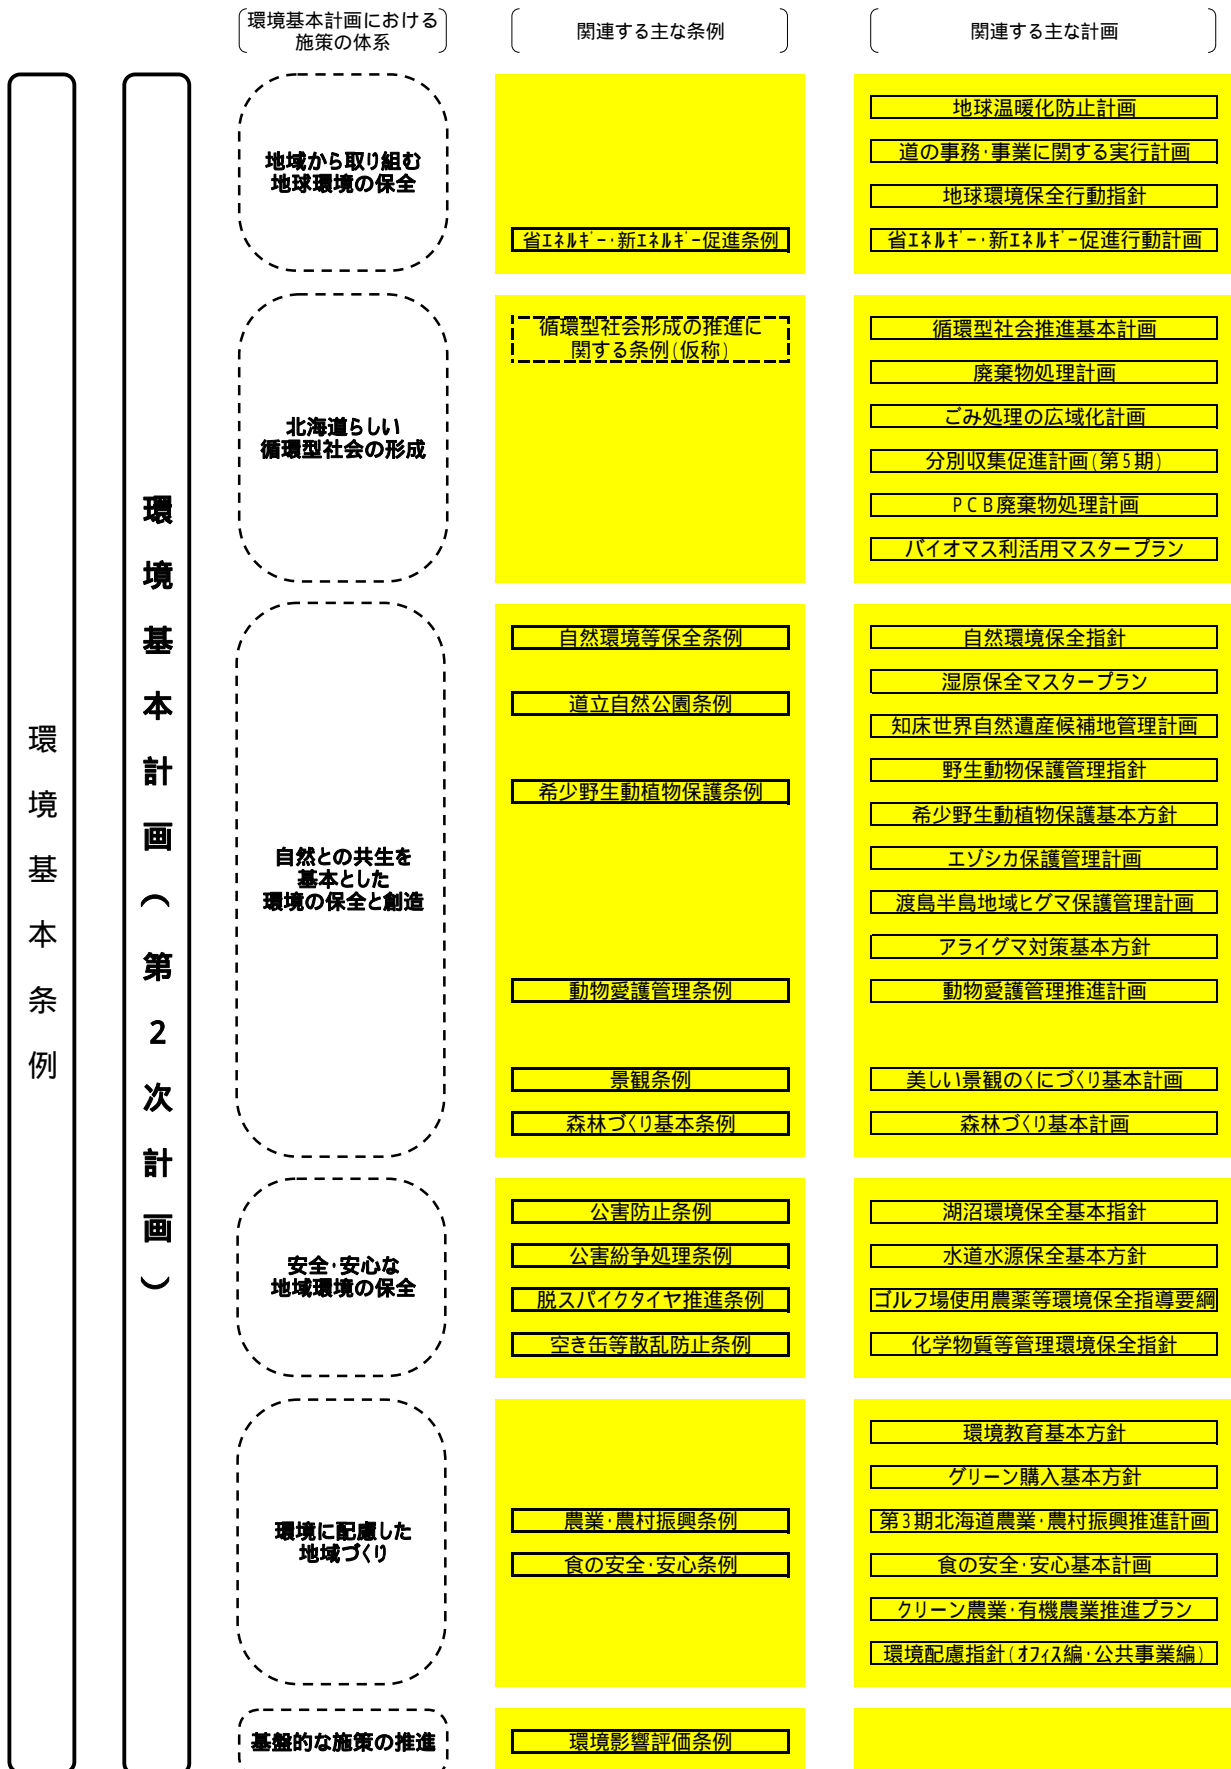 環境基本計画における
施策の体系
関連する主な条例
関連する主な計画
環境基本条例
環境基本計画（第2次計画）
地域から取り組む
地球環境の保全
省ｴﾈﾙｷﾞｰ･新ｴﾈﾙｷﾞｰ促進条例
地球温暖化防止計画
道の事務･事業に関する実行計画
地球環境保全行動指針
省ｴﾈﾙｷﾞｰ･新ｴﾈﾙｷﾞｰ促進行動計画
北海道らしい
循環型社会の形成
循環型社会形成の推進に
関する条例(仮称)
循環型社会推進基本計画
廃棄物処理計画
ごみ処理の広域化計画
分別収集促進計画(第5期)
PCB廃棄物処理計画
バイオマス利活用マスタープラン
自然との共生を
基本とした
環境の保全と創造
自然環境等保全条例
道立自然公園条例
希少野生動植物保護条例
動物愛護管理条例
景観条例
森林づくり基本条例
自然環境保全指針
湿原保全マスタープラン
知床世界自然遺産候補地管理計画
野生動物保護管理指針
希少野生動植物保護基本方針
エゾシカ保護管理計画
渡島半島地域ヒグマ保護管理計画
アライグマ対策基本方針
動物愛護管理推進計画
美しい景観のくにづくり基本計画
森林づくり基本計画
安全･安心な
地域環境の保全
公害防止条例
公害紛争処理条例
脱スパイクタイヤ推進条例
空き缶等散乱防止条例
湖沼環境保全基本指針
水道水源保全基本方針
ゴルフ場使用農薬等環境保全指導要綱
化学物質等管理環境保全指針
環境に配慮した
地域づくり
農業･農村振興条例
食の安全･安心条例
環境教育基本方針
グリーン購入基本方針
第3期北海道農業･農村振興推進計画
食の安全･安心基本計画
クリーン農業･有機農業推進プラン
環境配慮指針(ｵﾌｨｽ編･公共事業編)
基盤的な施策の推進
環境影響評価条例